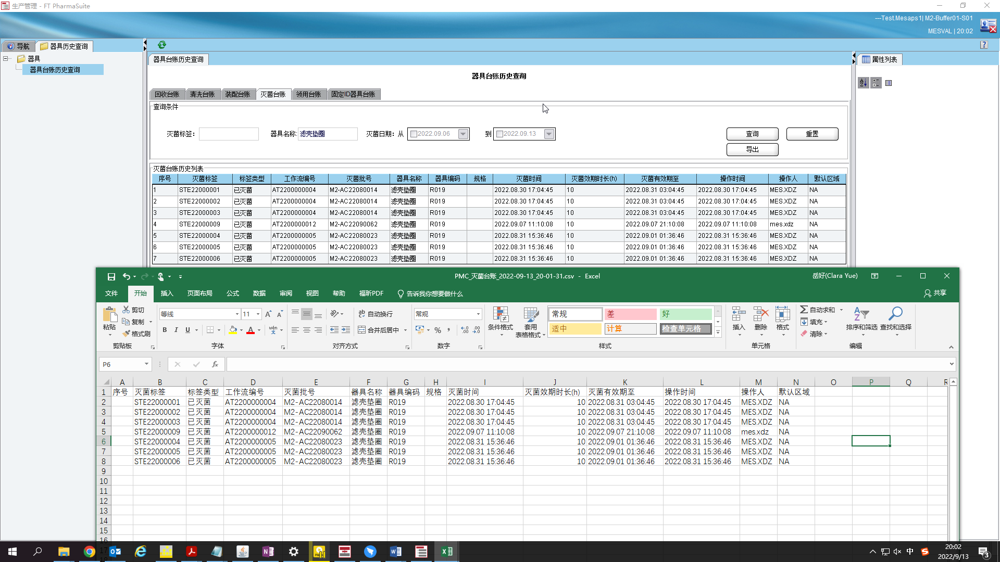 生产管理 - FT PharmaSuite
---Test.Mesaps1| M2-Buffer01-S01
MESVAL | 20:02
导航
器具历史查询
器具
器具台账历史查询
器具台账历史查询
属性列表
器具台账历史查询
回收台账 清洗台账 装配台账 灭菌台账 领用台账 固定ID器具台账
查询条件
灭菌标签: 器具名称: 滤壳垫圈 灭菌日期: 从 2022.09.06 到 2022.09.13 查询 重置
导出
灭菌台账历史列表
序号 灭菌标签 标签类型 工作流编号 灭菌批号 器具名称 器具编码 规格 灭菌时间 灭菌效期时长(h) 灭菌有效期至 操作时间 操作人 默认区域
1 STE22000001 已灭菌 AT2200000004 M2-AC22080014 滤壳垫圈 R019 2022.08.30 17:04:45 10 2022.08.31 03:04:45 2022.08.30 17:04:45 MES.XDZ NA
2 STE22000002 已灭菌 AT2200000004 M2-AC22080014 滤壳垫圈 R019 2022.08.30 17:04:45 10 2022.08.31 03:04:45 2022.08.30 17:04:45 MES.XDZ NA
3 STE22000003 已灭菌 AT2200000004 M2-AC22080014 滤壳垫圈 R019 2022.08.30 17:04:45 10 2022.08.31 03:04:45 2022.08.30 17:04:45 MES.XDZ NA
4 STE22000009 已灭菌 AT2200000012 M2-AC22090062 滤壳垫圈 R019 2022.09.07 11:10:08 10 2022.09.07 21:10:08 2022.09.07 11:10:08 mes.xdz NA
5 STE22000004 已灭菌 AT2200000005 M2-AC22080023 滤壳垫圈 R019 2022.08.31 15:36:46 10 2022.09.01 01:36:46 2022.08.31 15:36:46 MES.XDZ NA
6 STE22000005 已灭菌 AT2200000005 M2-AC22080023 滤壳垫圈 R019 2022.08.31 15:36:46 10 2022.09.01 01:36:46 2022.08.31 15:36:46 MES.XDZ NA
7 STE22000006 已灭菌 AT2200000005 M2-AC22080023 滤壳垫圈 R019 2022.08.31 15:36:46 10 2022.09.01 01:36:46 2022.08.31 15:36:46 MES.XDZ NA
PMC_灭菌台账_2022-09-13_20-01-31.csv - Excel
岳好(Clara Yue)
文件 开始 插入 页面布局 公式 数据 审阅 视图 帮助 福昕PDF 告诉我你想要做什么 共享
粘贴 剪切 复制 格式刷 剪贴板
等线 11 B I U wén 字体
自动换行 合并后居中 对齐方式
常规 % 数字
条件格式 套用表格格式 常规 差 好 适中 计算 检查单元格 样式
插入 删除 格式 单元格
自动求和 填充 清除 排序和筛选 查找和选择 编辑
P6 fx
A B C D E F G H I J K L M N O P Q R
1 序号 灭菌标签 标签类型 工作流编号 灭菌批号 器具名称 器具编码 规格 灭菌时间 灭菌效期时长(h) 灭菌有效期至 操作时间 操作人 默认区域
2 STE22000001 已灭菌 AT2200000004 M2-AC22080014 滤壳垫圈 R019 2022.08.30 17:04:45 10 2022.08.31 03:04:45 2022.08.30 17:04:45 MES.XDZ NA
3 STE22000002 已灭菌 AT2200000004 M2-AC22080014 滤壳垫圈 R019 2022.08.30 17:04:45 10 2022.08.31 03:04:45 2022.08.30 17:04:45 MES.XDZ NA
4 STE22000003 已灭菌 AT2200000004 M2-AC22080014 滤壳垫圈 R019 2022.08.30 17:04:45 10 2022.08.31 03:04:45 2022.08.30 17:04:45 MES.XDZ NA
5 STE22000009 已灭菌 AT2200000012 M2-AC22090062 滤壳垫圈 R019 2022.09.07 11:10:08 10 2022.09.07 21:10:08 2022.09.07 11:10:08 mes.xdz NA
6 STE22000004 已灭菌 AT2200000005 M2-AC22080023 滤壳垫圈 R019 2022.08.31 15:36:46 10 2022.09.01 01:36:46 2022.08.31 15:36:46 MES.XDZ NA
7 STE22000005 已灭菌 AT2200000005 M2-AC22080023 滤壳垫圈 R019 2022.08.31 15:36:46 10 2022.09.01 01:36:46 2022.08.31 15:36:46 MES.XDZ NA
8 STE22000006 已灭菌 AT2200000005 M2-AC22080023 滤壳垫圈 R019 2022.08.31 15:36:46 10 2022.09.01 01:36:46 2022.08.31 15:36:46 MES.XDZ NA
9
10
11
12
13
14
15
16
17
中
20:02
2022/9/13
3